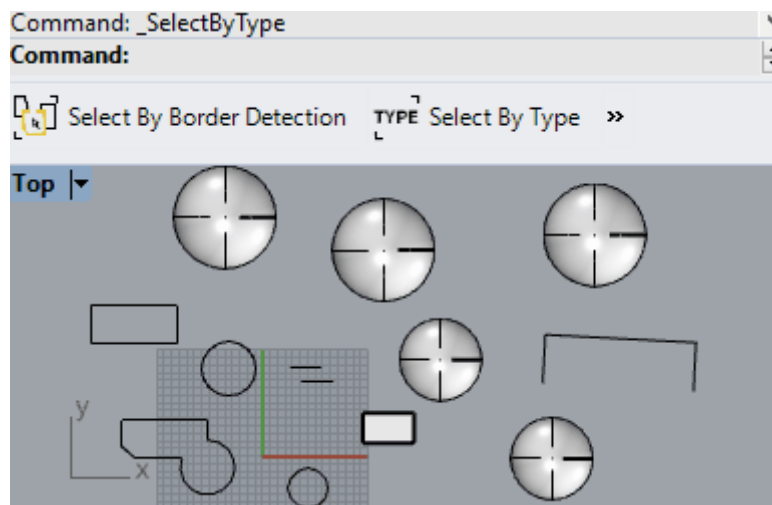 Command: _SelectByType
Command:
Select By Border Detection TYPE Select By Type »
Top
y
x